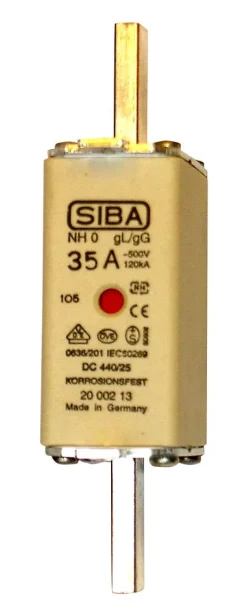 SIBA
NH 0 gL/gG
35 A ~500V
120kA
105
0636/201 IEC60269
DC 440/25
KORROSIONSFEST
20 002 13
Made in Germany